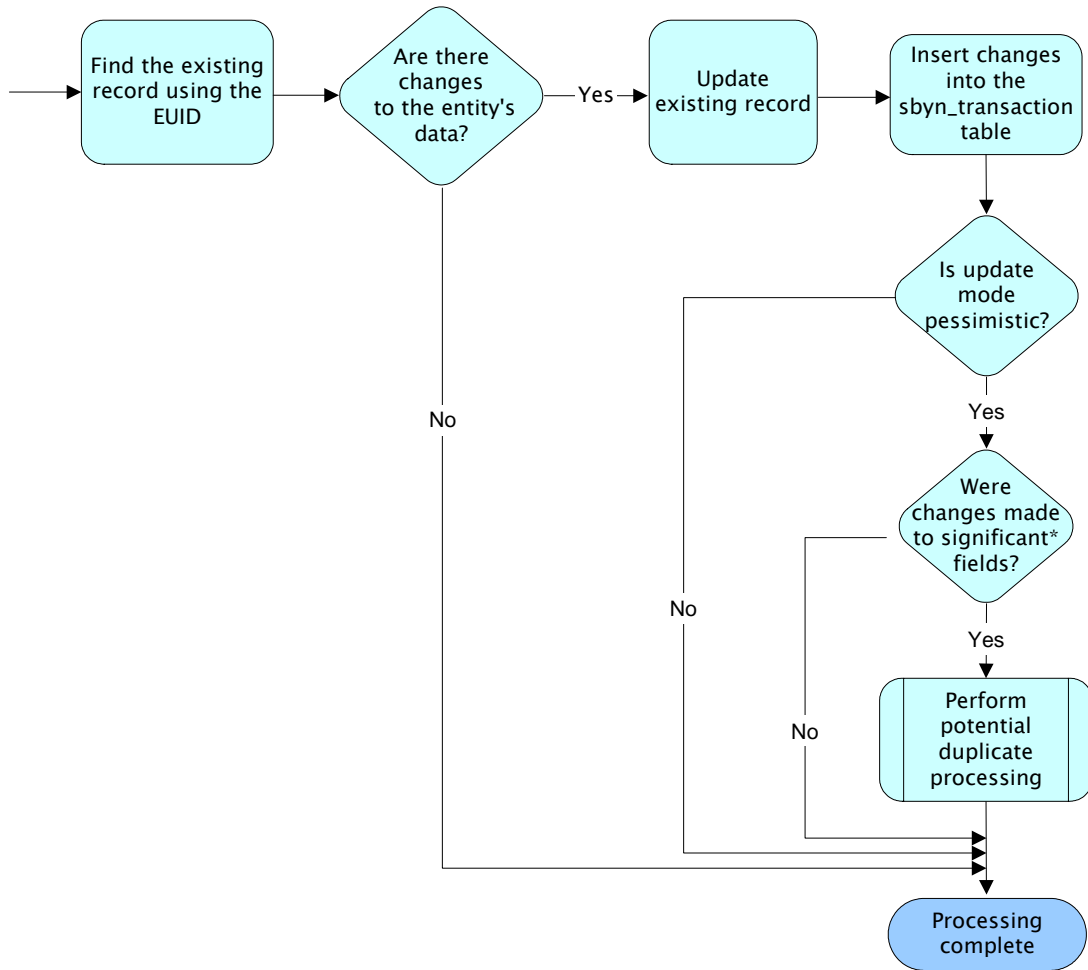 Find the existing
record using the
EUID
Are there
changes
to the entity's
data?
Yes
Update
existing record
Insert changes
into the
sbyn_transaction
table
Is update
mode
pessimistic?
Yes
No
Were
changes made
to significant*
fields?
No
Yes
Perform
potential
duplicate
processing
No
Processing
complete